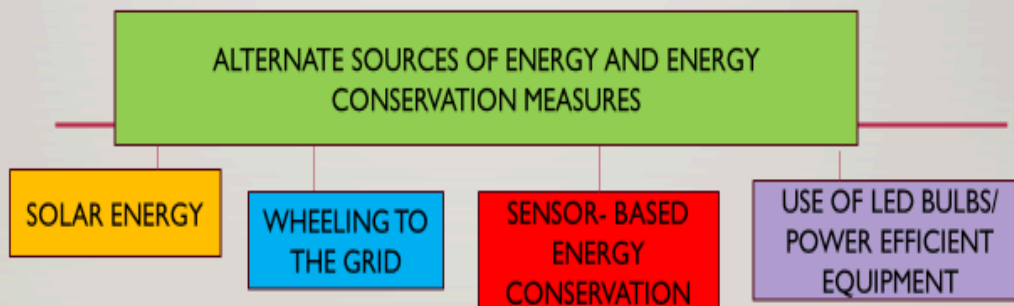 ALTERNATE SOURCES OF ENERGY AND ENERGY
CONSERVATION MEASURES
SOLAR ENERGY
WHEELING TO
THE GRID
SENSOR- BASED
ENERGY
CONSERVATION
USE OF LED BULBS/
POWER EFFICIENT
EQUIPMENT